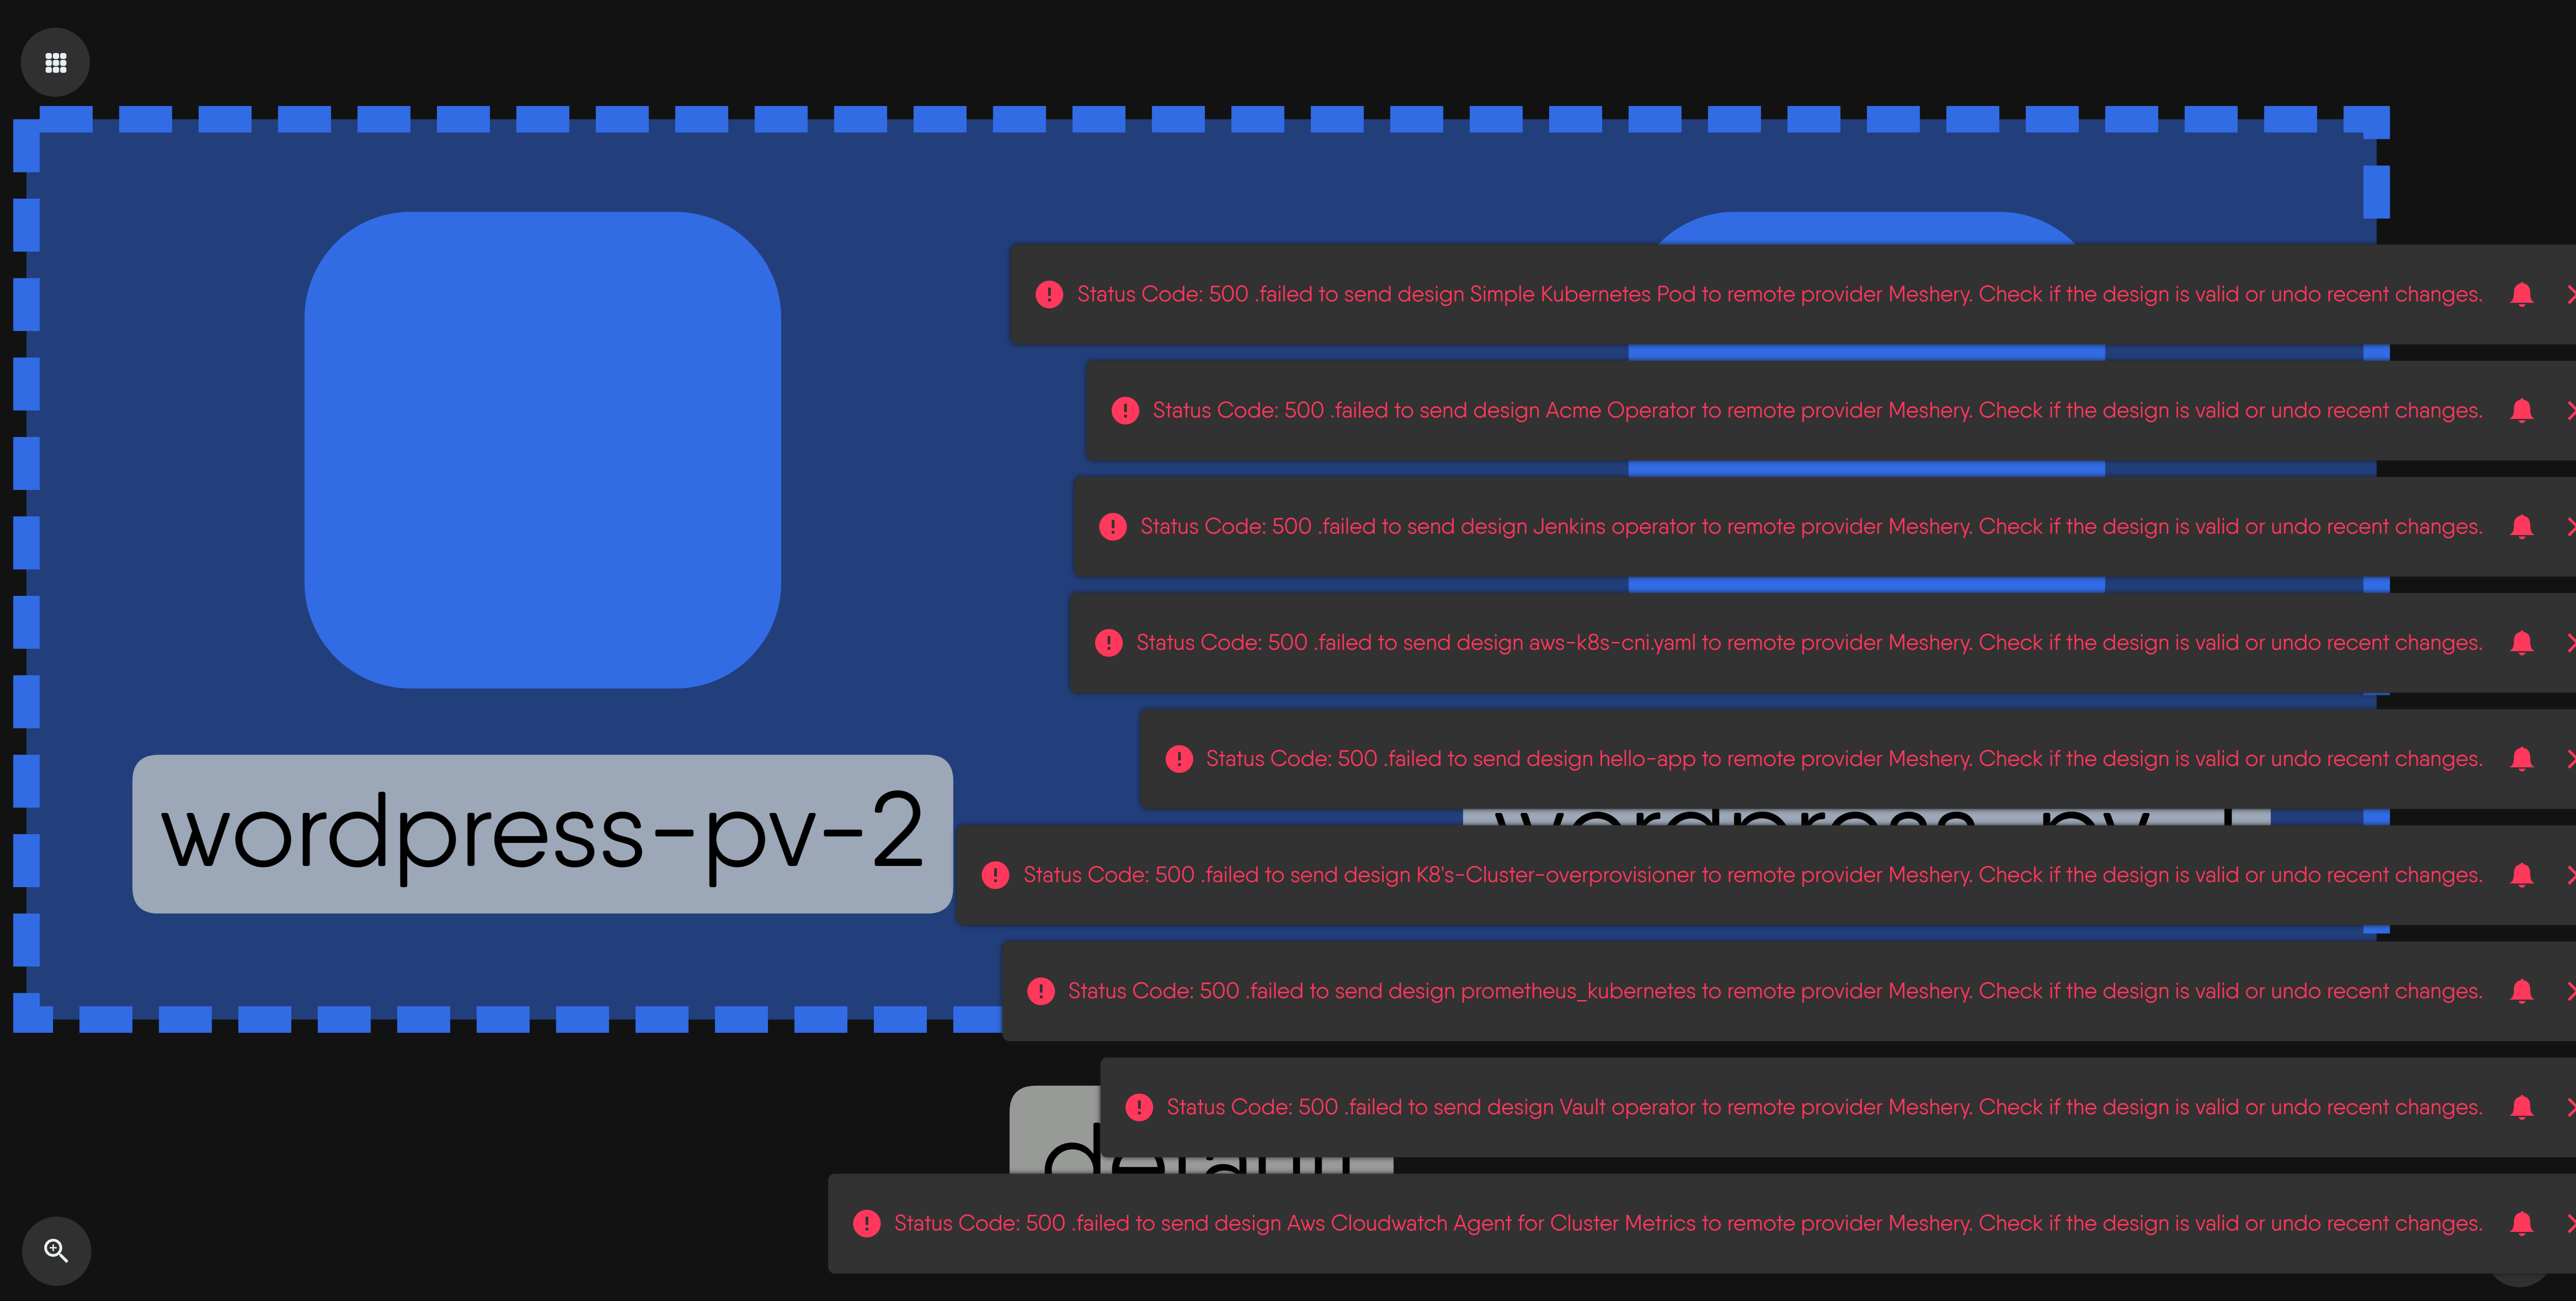 Status Code: 500 .failed to send design Simple Kubernetes Pod to remote provider Meshery. Check if the design is valid or undo recent changes.
Status Code: 500 .failed to send design Acme Operator to remote provider Meshery. Check if the design is valid or undo recent changes.
Status Code: 500 .failed to send design Jenkins operator to remote provider Meshery. Check if the design is valid or undo recent changes.
Status Code: 500 .failed to send design aws-k8s-cni.yaml to remote provider Meshery. Check if the design is valid or undo recent changes.
Status Code: 500 .failed to send design hello-app to remote provider Meshery. Check if the design is valid or undo recent changes.
wordpress-pv-2
Status Code: 500 .failed to send design K8's-Cluster-overprovisioner to remote provider Meshery. Check if the design is valid or undo recent changes.
Status Code: 500 .failed to send design prometheus_kubernetes to remote provider Meshery. Check if the design is valid or undo recent changes.
Status Code: 500 .failed to send design Vault operator to remote provider Meshery. Check if the design is valid or undo recent changes.
Status Code: 500 .failed to send design Aws Cloudwatch Agent for Cluster Metrics to remote provider Meshery. Check if the design is valid or undo recent changes.